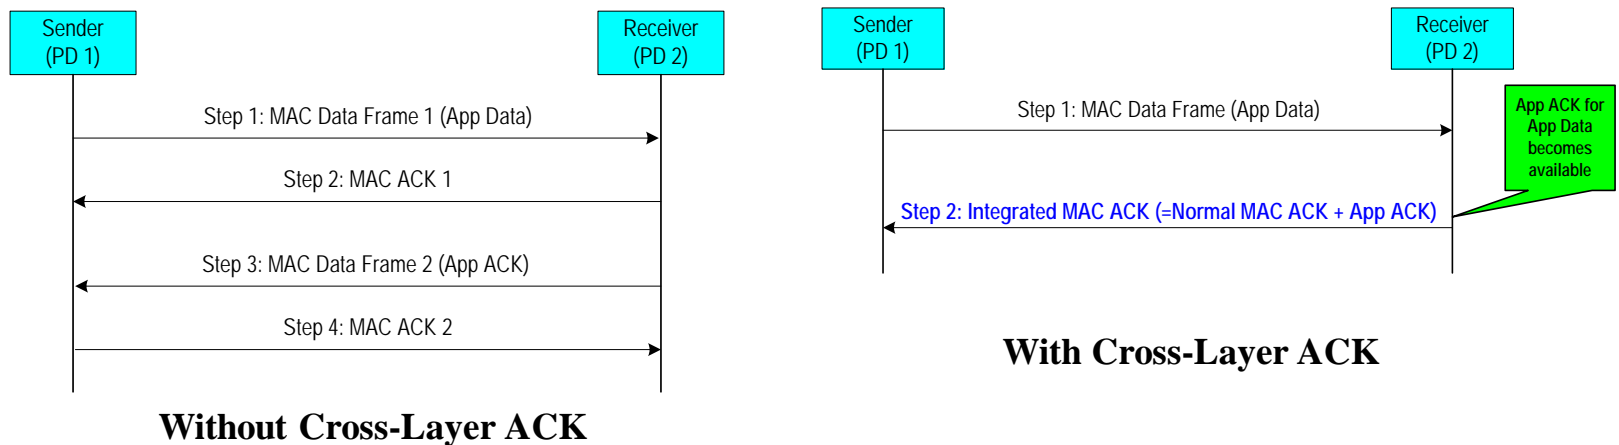 Sender
(PD 1)
Receiver
(PD 2)
Step 1: MAC Data Frame 1 (App Data)
Step 2: MAC ACK 1
Step 3: MAC Data Frame 2 (App ACK)
Step 4: MAC ACK 2
Without Cross-Layer ACK
Sender
(PD 1)
Receiver
(PD 2)
Step 1: MAC Data Frame (App Data)
App ACK for
App Data
becomes
available
Step 2: Integrated MAC ACK (=Normal MAC ACK + App ACK)
With Cross-Layer ACK